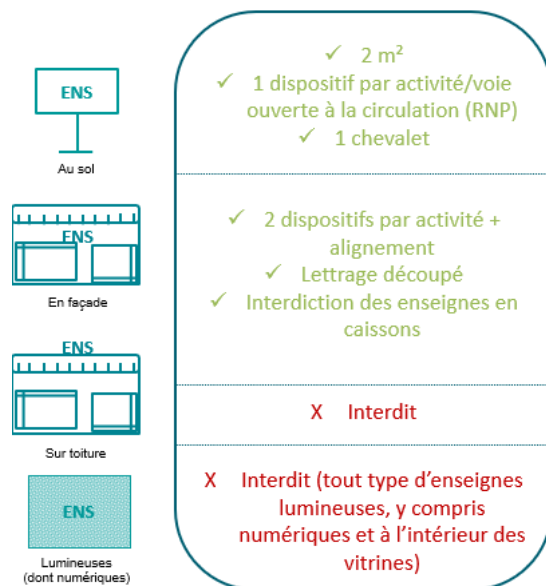 ENS
Au sol
✓ 2 m²
✓ 1 dispositif par activité/voie
ouverte à la circulation (RNP)
✓ 1 chevalet
ENS
En façade
✓ 2 dispositifs par activité +
alignement
✓ Lettrage découpé
✓ Interdiction des enseignes en
caissons
ENS
Sur toiture
X Interdit
ENS
Lumineuses
(dont numériques)
X Interdit (tout type d’enseignes
lumineuses, y compris
numériques et à l’intérieur des
vitrines)